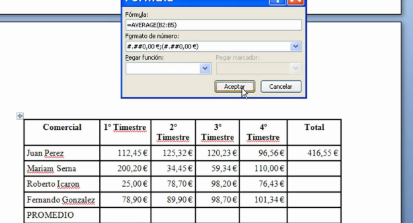 Fórmula
Fórmula:
=AVERAGE(B2:B5)
Formato de número:
#.##0,00 €;(#.##0,00 €)
Pegar función:
Pegar marcador:
Aceptar
Cancelar
Comercial 1º Timestre 2º Timestre 3º Timestre 4º Timestre Total
Juan Perez 112,45 € 125,32 € 120,23 € 96,56 € 416,55 €
Mariam Serna 200,20 € 34,45 € 59,34 € 110,00 €
Roberto Icaron 25,00 € 78,70 € 98,20 € 76,43 €
Fernando Gonzalez 78,90 € 89,90 € 98,70 € 101,34 €
PROMEDIO